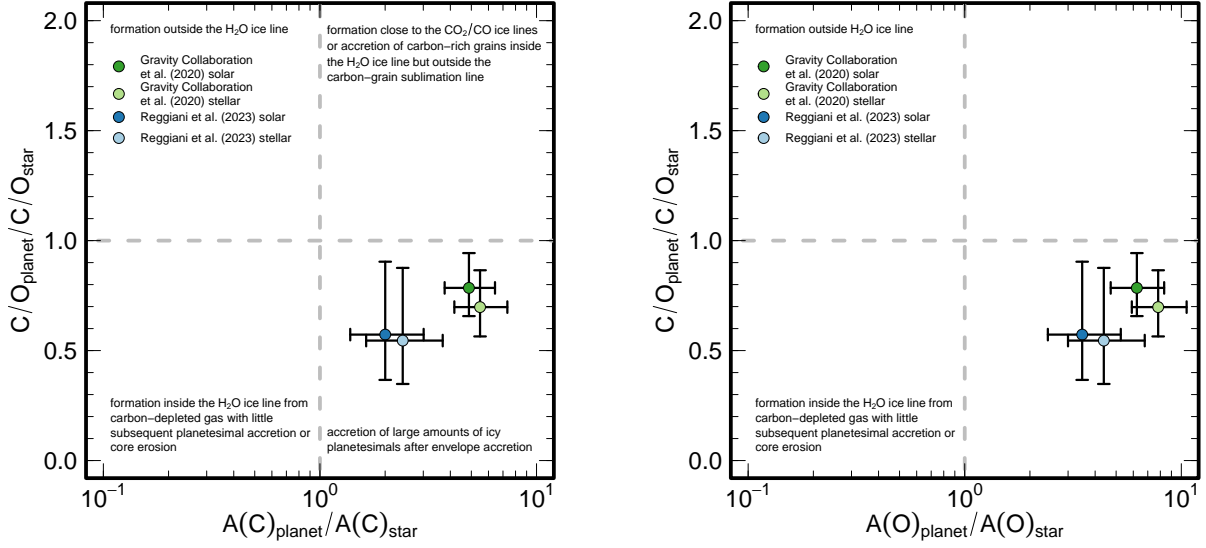 formation outside the H₂O ice line
formation close to the CO₂/CO ice lines
or accretion of carbon−rich grains inside
the H₂O ice line but outside the
carbon−grain sublimation line
Gravity Collaboration
et al. (2020) solar
Gravity Collaboration
et al. (2020) stellar
Reggiani et al. (2023) solar
Reggiani et al. (2023) stellar
formation inside the H₂O ice line from
carbon−depleted gas with little
subsequent planetesimal accretion or
core erosion
accretion of large amounts of icy
planetesimals after envelope accretion
2.0
1.5
1.0
0.5
0.0
C/O_planet/C/O_star
10⁻¹
10⁰
10¹
A(C)_planet/A(C)_star
formation outside H₂O ice line
Gravity Collaboration
et al. (2020) solar
Gravity Collaboration
et al. (2020) stellar
Reggiani et al. (2023) solar
Reggiani et al. (2023) stellar
formation inside the H₂O ice line from
carbon−depleted gas with little
subsequent planetesimal accretion or
core erosion
2.0
1.5
1.0
0.5
0.0
C/O_planet/C/O_star
10⁻¹
10⁰
10¹
A(O)_planet/A(O)_star